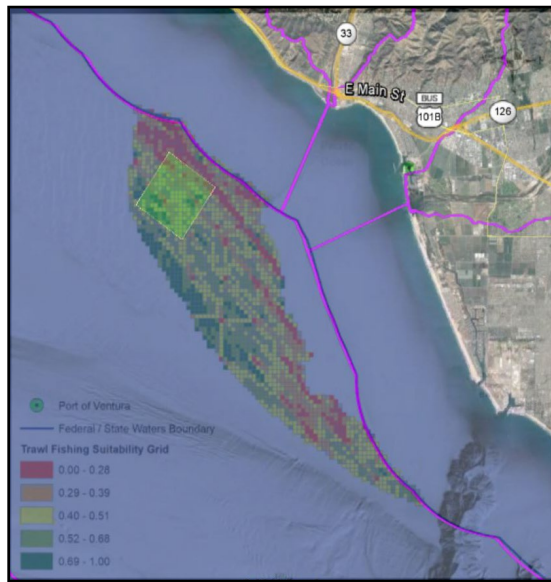 33
E Main St
BUS
101B
126
Port of Ventura
Federal / State Waters Boundary
Trawl Fishing Suitability Grid
0.00 - 0.28
0.29 - 0.39
0.40 - 0.51
0.52 - 0.68
0.69 - 1.00